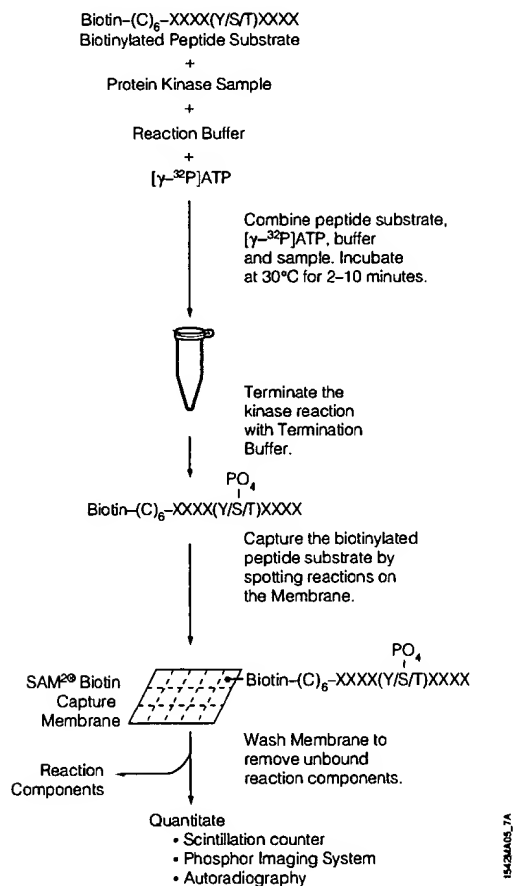 Biotin–(C)6–XXXX(Y/S/T)XXXX
Biotinylated Peptide Substrate
+
Protein Kinase Sample
+
Reaction Buffer
+
[γ–32P]ATP
Combine peptide substrate,
[γ–32P]ATP, buffer
and sample. Incubate
at 30°C for 2–10 minutes.
Terminate the
kinase reaction
with Termination
Buffer.
PO4
Biotin–(C)6–XXXX(Y/S/T)XXXX
Capture the biotinylated
peptide substrate by
spotting reactions on
the Membrane.
PO4
Biotin–(C)6–XXXX(Y/S/T)XXXX
SAM2® Biotin
Capture
Membrane
Wash Membrane to
remove unbound
reaction components.
Reaction
Components
Quantitate
• Scintillation counter
• Phosphor Imaging System
• Autoradiography
1542MA05_7A